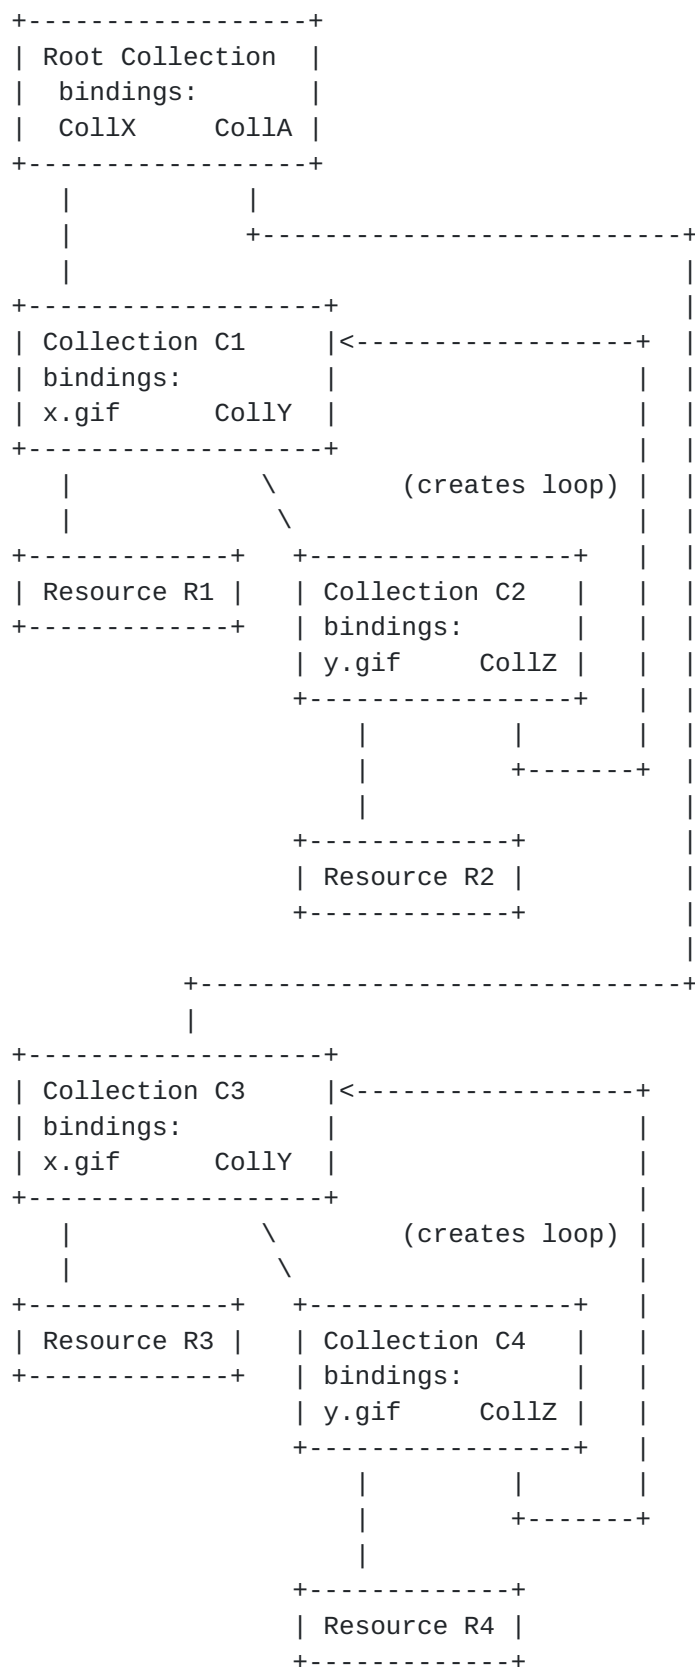 Root Collection
bindings:
CollX CollA
Collection C1
bindings:
x.gif CollY
(creates loop)
Resource R1
Collection C2
bindings:
y.gif CollZ
Resource R2
Collection C3
bindings:
x.gif CollY
(creates loop)
Resource R3
Collection C4
bindings:
y.gif CollZ
Resource R4